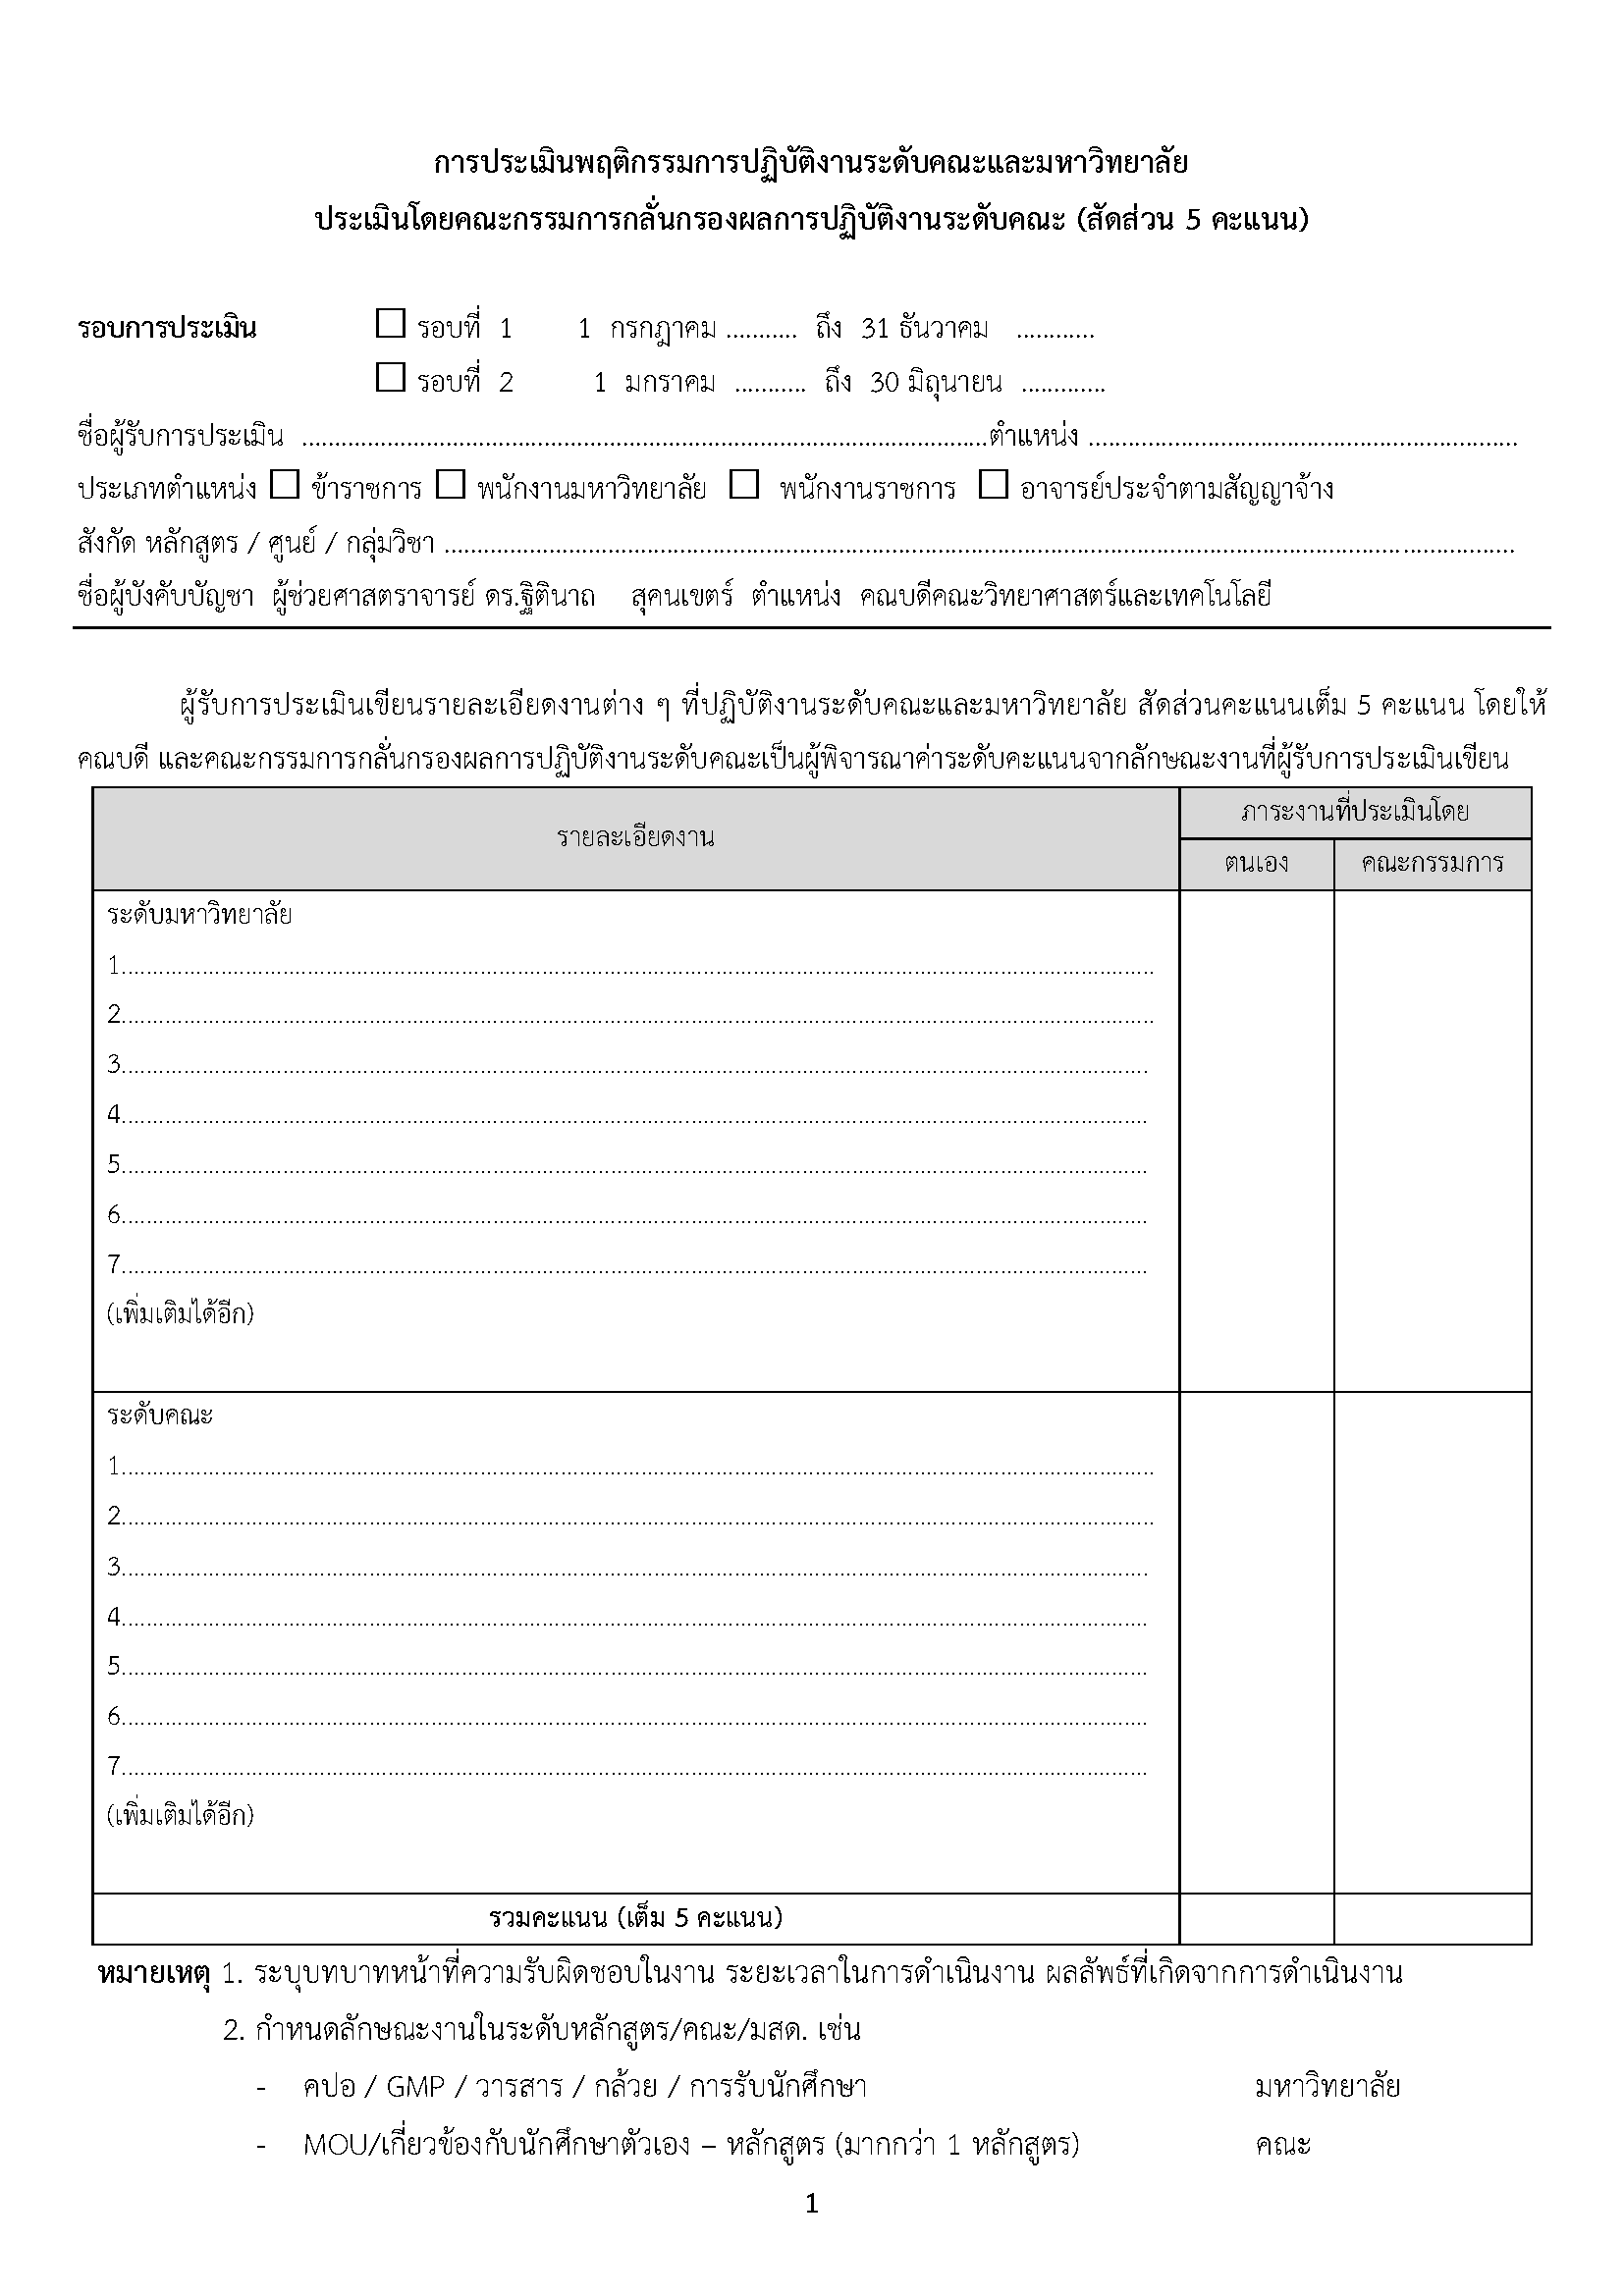 การประเมินพฤติกรรมการปฏิบัติงานระดับคณะและมหาวิทยาลัย
ประเมินโดยคณะกรรมการกลั่นกรองผลการปฏิบัติงานระดับคณะ (สัดส่วน 5 คะแนน)
รอบการประเมิน ☐ รอบที่ 1 1 กรกฎาคม ........... ถึง 31 ธันวาคม ............
☐ รอบที่ 2 1 มกราคม ........... ถึง 30 มิถุนายน .............
ชื่อผู้รับการประเมิน ........................................................................................................ตำแหน่ง .................................................................
ประเภทตำแหน่ง ☐ ข้าราชการ ☐ พนักงานมหาวิทยาลัย ☐ พนักงานราชการ ☐ อาจารย์ประจำตามสัญญาจ้าง
สังกัด หลักสูตร / ศูนย์ / กลุ่มวิชา ..................................................................................................................................................................
ชื่อผู้บังคับบัญชา ผู้ช่วยศาสตราจารย์ ดร.ฐิตินาถ สุคนเขตร์ ตำแหน่ง คณบดีคณะวิทยาศาสตร์และเทคโนโลยี
ผู้รับการประเมินเขียนรายละเอียดงานต่าง ๆ ที่ปฏิบัติงานระดับคณะและมหาวิทยาลัย สัดส่วนคะแนนเต็ม 5 คะแนน โดยให้
คณบดี และคณะกรรมการกลั่นกรองผลการปฏิบัติงานระดับคณะเป็นผู้พิจารณาค่าระดับคะแนนจากลักษณะงานที่ผู้รับการประเมินเขียน
รายละเอียดงาน
ภาระงานที่ประเมินโดย
ตนเอง คณะกรรมการ
ระดับมหาวิทยาลัย
1..........................................................................................................................................................
2..........................................................................................................................................................
3.........................................................................................................................................................
4.........................................................................................................................................................
5.........................................................................................................................................................
6.........................................................................................................................................................
7.........................................................................................................................................................
(เพิ่มเติมได้อีก)
ระดับคณะ
1..........................................................................................................................................................
2..........................................................................................................................................................
3.........................................................................................................................................................
4.........................................................................................................................................................
5.........................................................................................................................................................
6.........................................................................................................................................................
7.........................................................................................................................................................
(เพิ่มเติมได้อีก)
รวมคะแนน (เต็ม 5 คะแนน)
หมายเหตุ 1. ระบุบทบาทหน้าที่ความรับผิดชอบในงาน ระยะเวลาในการดำเนินงาน ผลลัพธ์ที่เกิดจากการดำเนินงาน
2. กำหนดลักษณะงานในระดับหลักสูตร/คณะ/มสด. เช่น
- คปอ / GMP / วารสาร / กล้วย / การรับนักศึกษา มหาวิทยาลัย
- MOU/เกี่ยวข้องกับนักศึกษาตัวเอง – หลักสูตร (มากกว่า 1 หลักสูตร) คณะ
1